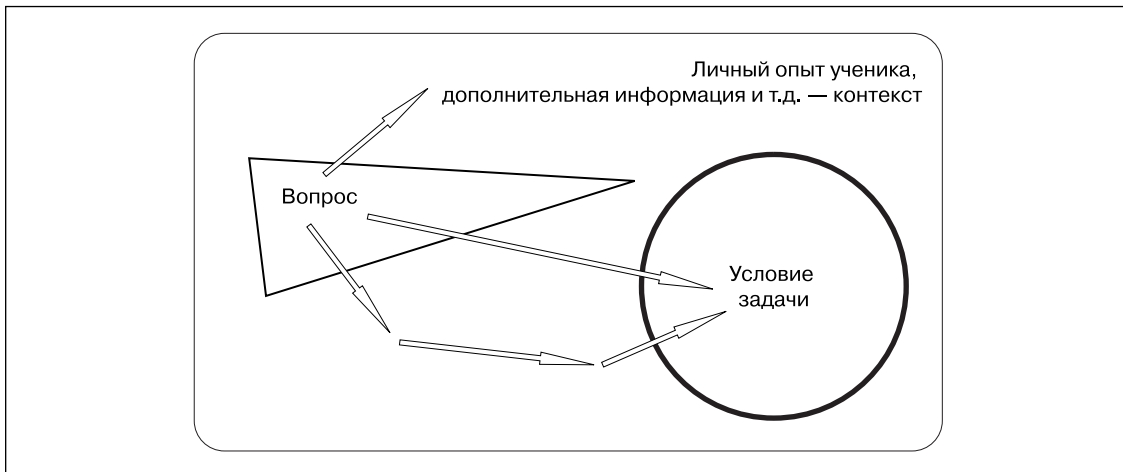 Личный опыт ученика,
дополнительная информация и т.д. — контекст
Вопрос
Условие
задачи